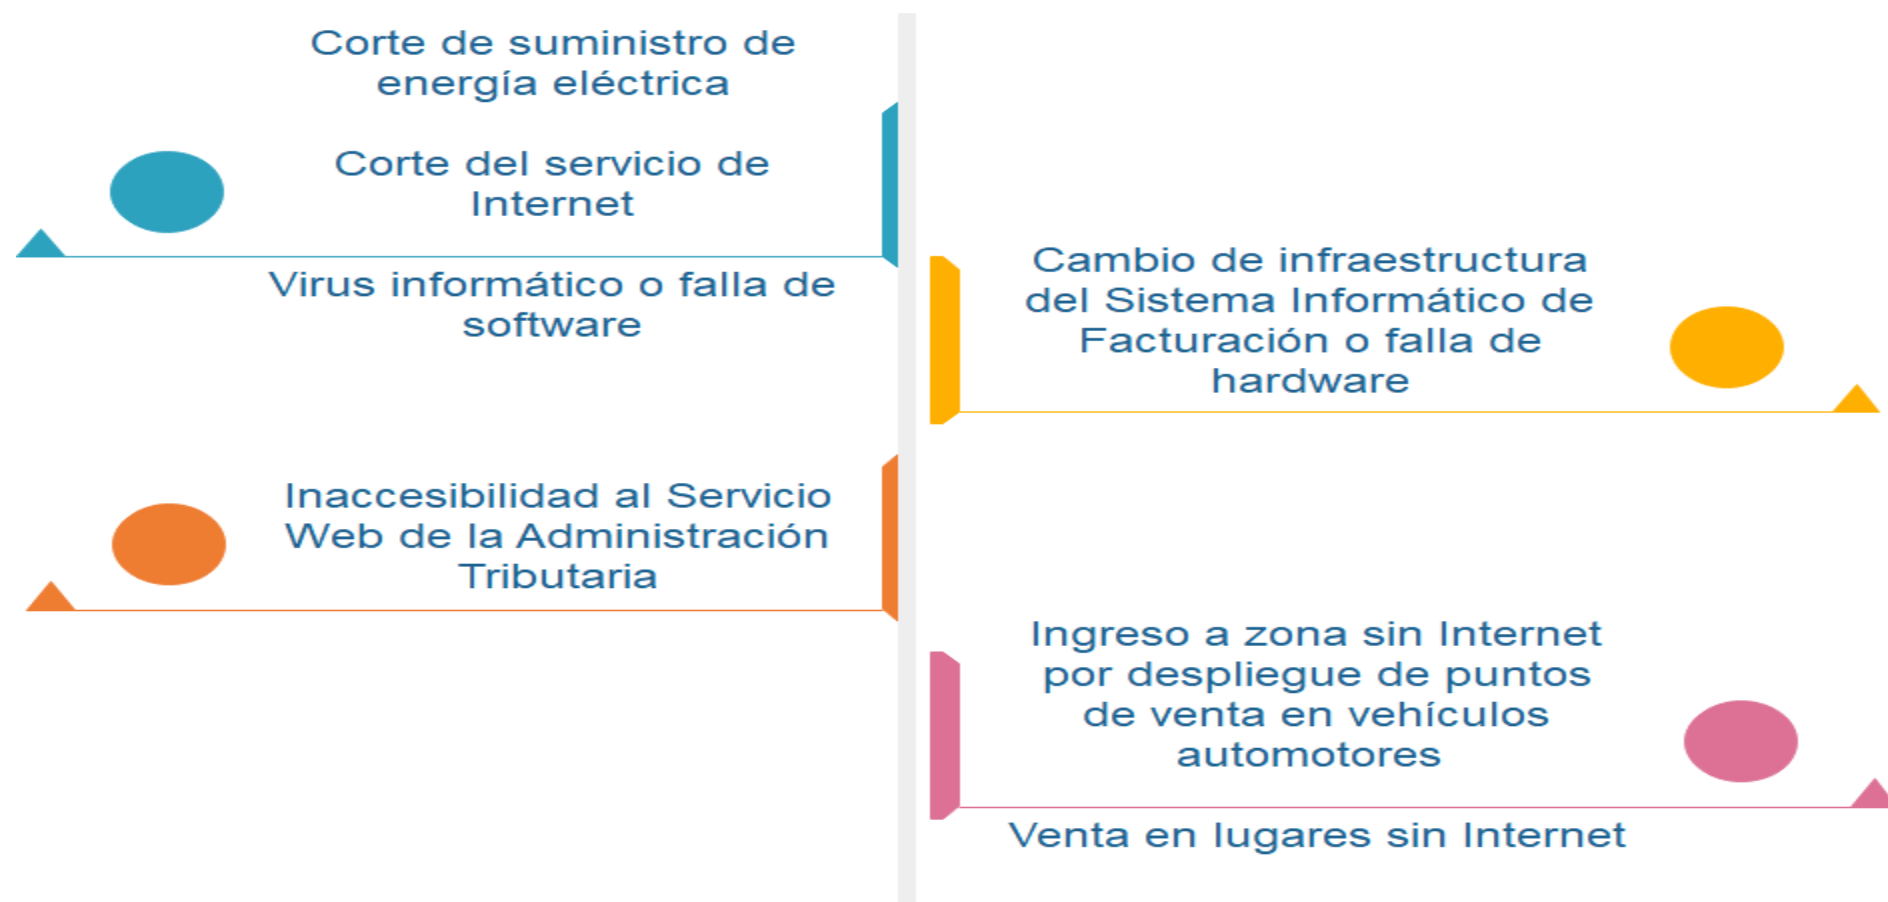 Corte de suministro de
energía eléctrica
Corte del servicio de
Internet
Virus informático o falla de
software
Inaccesibilidad al Servicio
Web de la Administración
Tributaria
Cambio de infraestructura
del Sistema Informático de
Facturación o falla de
hardware
Ingreso a zona sin Internet
por despliegue de puntos
de venta en vehículos
automotores
Venta en lugares sin Internet